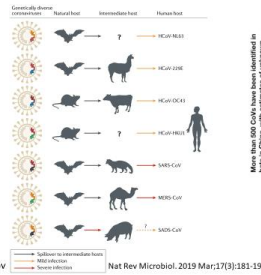 Genetically diverse
coronaviruses
Natural host
Intermediate host
Human host
?
HCoV-NL63
HCoV-229E
HCoV-OC43
?
HCoV-HKU1
SARS-CoV
MERS-CoV
?
SADS-CoV
Spillover to intermediate hosts
Mild infection
Severe infection
Nat Rev Microbiol. 2019 Mar;17(3):181-19
More than 500 CoVs have been identified in